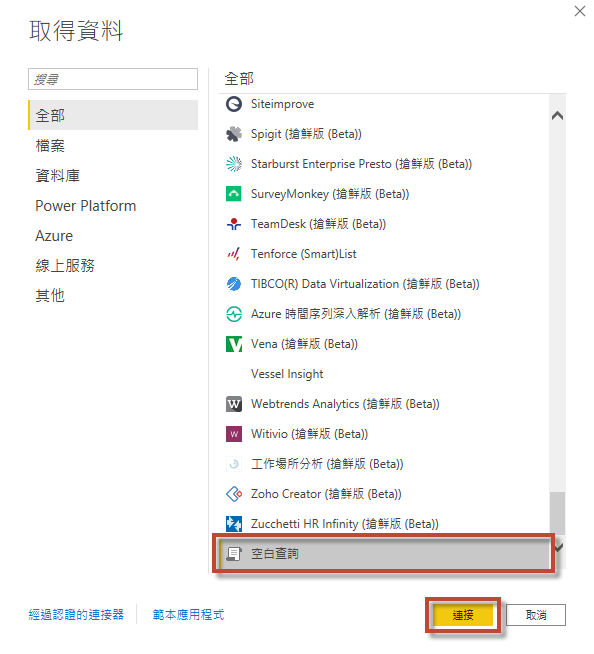 取得資料
搜尋
全部
檔案
資料庫
Power Platform
Azure
線上服務
其他
全部
Siteimprove
Spigit (搶鮮版 (Beta))
Starburst Enterprise Presto (搶鮮版 (Beta))
SurveyMonkey (搶鮮版 (Beta))
TeamDesk (搶鮮版 (Beta))
Tenforce (Smart)List
TIBCO(R) Data Virtualization (搶鮮版 (Beta))
Azure 時間序列深入解析 (搶鮮版 (Beta))
Vena (搶鮮版 (Beta))
Vessel Insight
Webtrends Analytics (搶鮮版 (Beta))
Witivio (搶鮮版 (Beta))
工作場所分析 (搶鮮版 (Beta))
Zoho Creator (搶鮮版 (Beta))
Zucchetti HR Infinity (搶鮮版 (Beta))
空白查詢
經過認證的連接器
範本應用程式
連接
取消